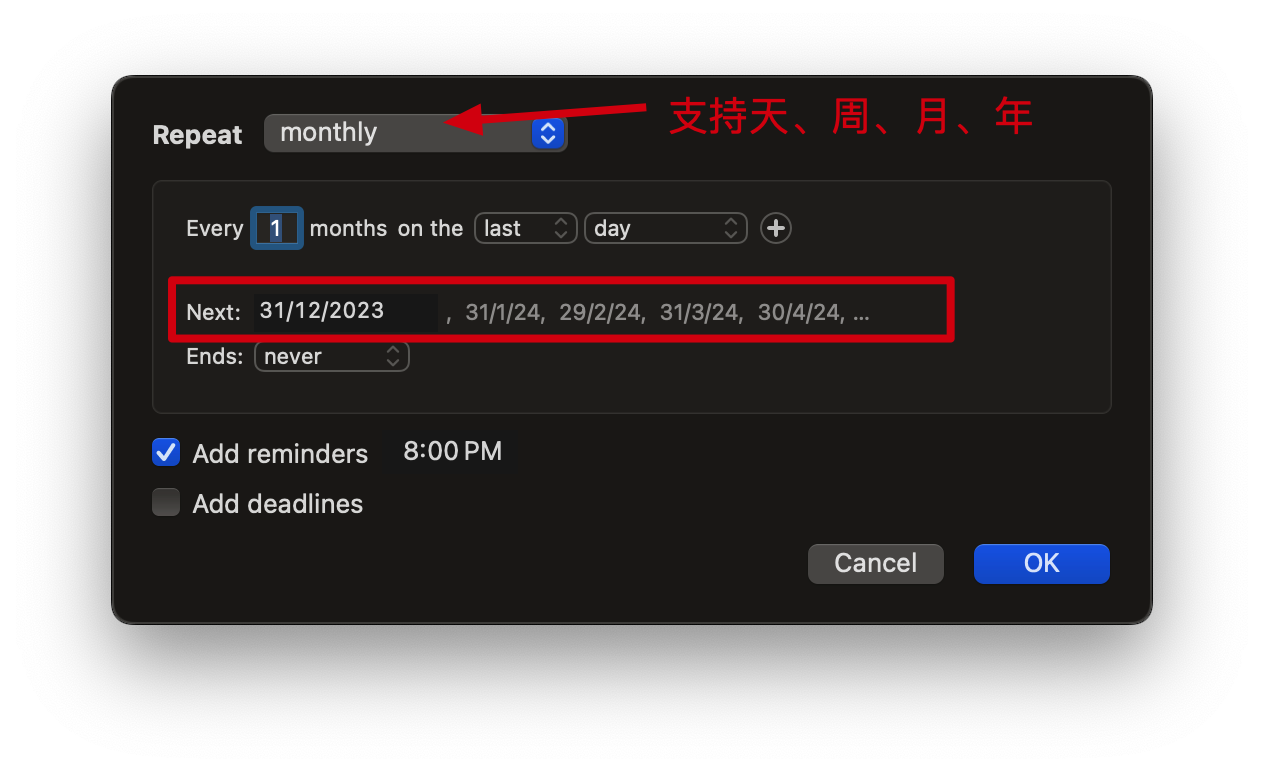 Repeat monthly 支持天、周、月、年
Every 1 months on the last day
Next: 31/12/2023 , 31/1/24, 29/2/24, 31/3/24, 30/4/24, ...
Ends: never
Add reminders 8:00 PM
Add deadlines
Cancel OK